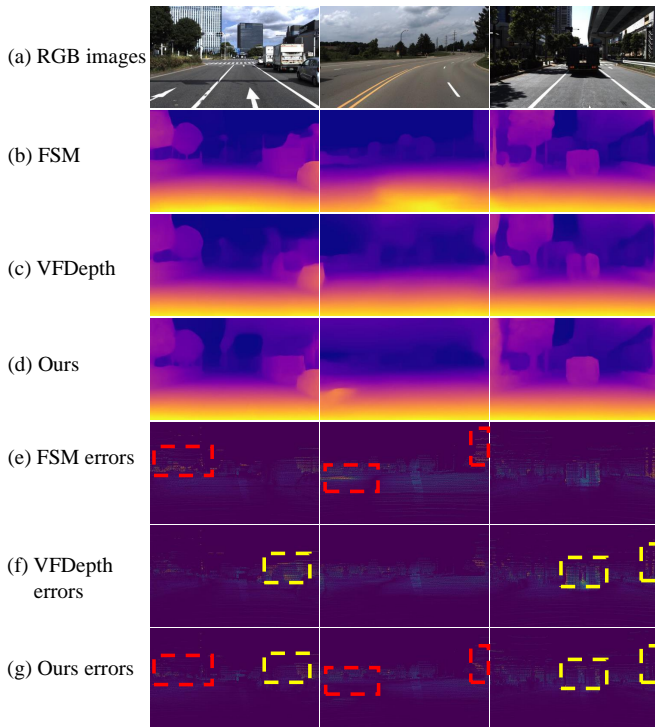 (a) RGB images
(b) FSM
(c) VFDepth
(d) Ours
(e) FSM errors
(f) VFDepth
errors
(g) Ours errors